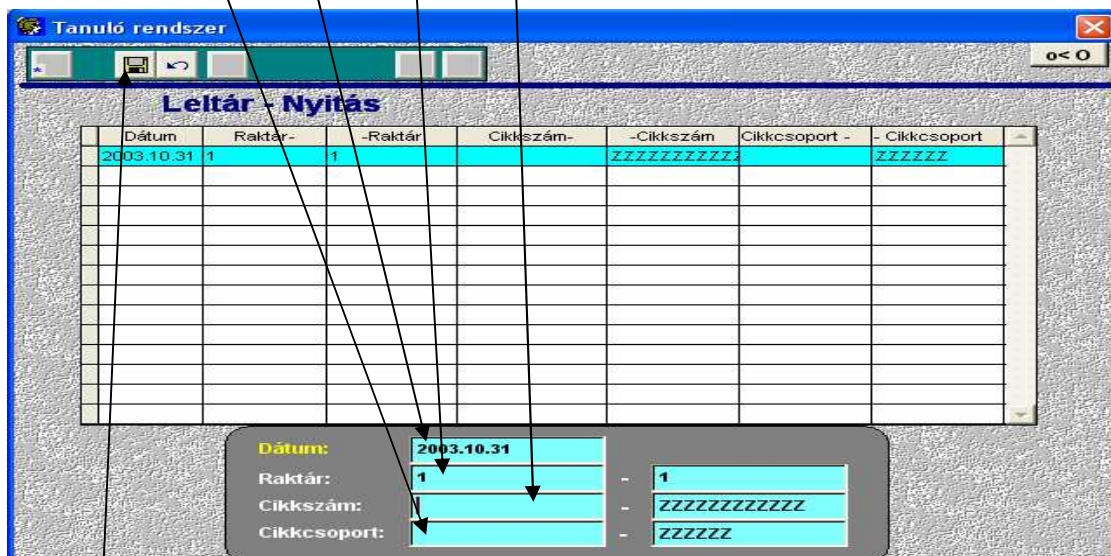 Tanuló rendszer
o< O
Leltár - Nyitás
Dátum Raktár- -Raktár Cikkszám- -Cikkszám Cikkcsoport - - Cikkcsoport
2003.10.31 1 1 ZZZZZZZZZZZ ZZZZZZ
Dátum: 2003.10.31
Raktár: 1 - 1
Cikkszám: - ZZZZZZZZZZZZ
Cikkcsoport: - ZZZZZZ